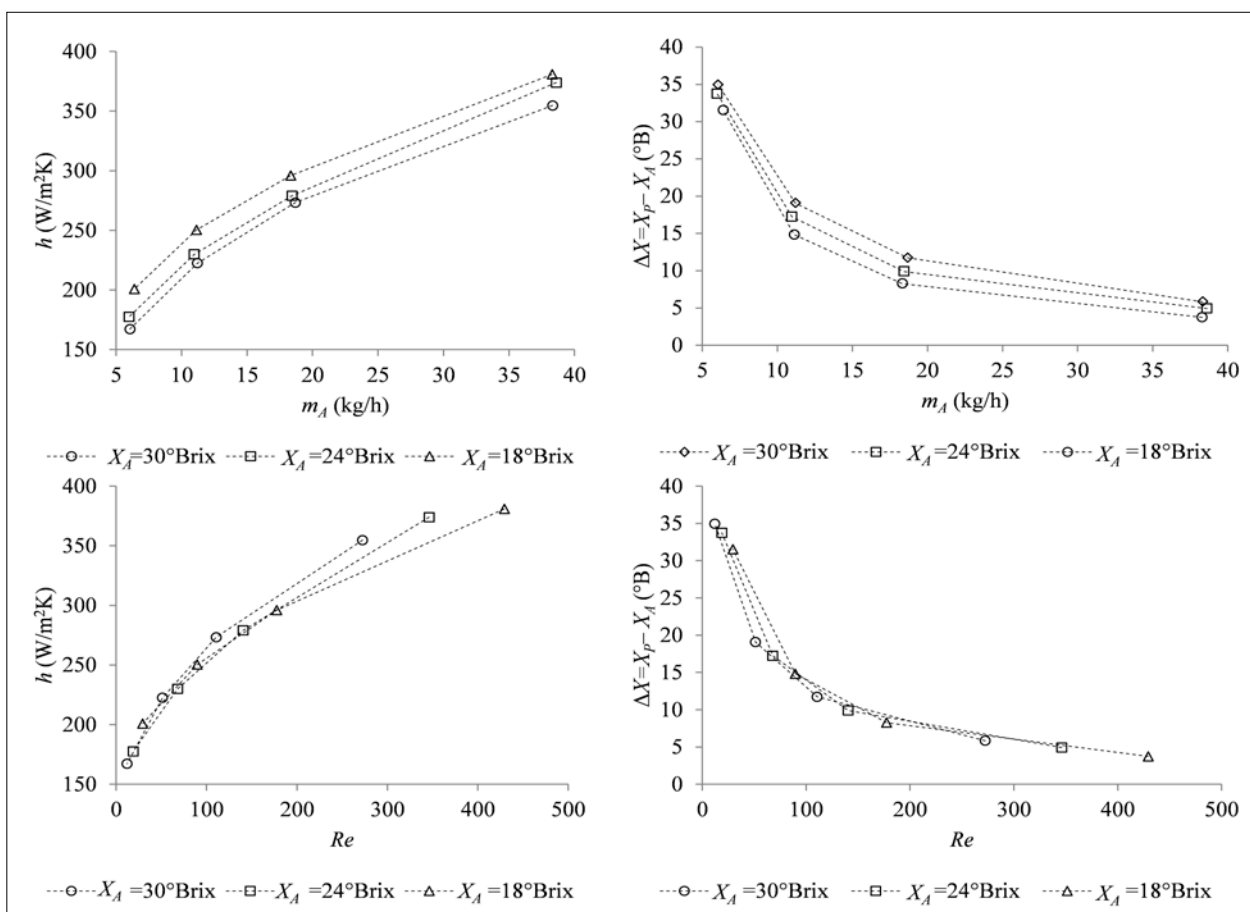 400
350
300
250
200
150
h (W/m²K)
5 10 15 20 25 30 35 40
m_A (kg/h)
X_A =30°Brix X_A =24°Brix X_A =18°Brix
40
35
30
25
20
15
10
5
0
ΔX=X_p– X_A (°B)
5 10 15 20 25 30 35 40
m_A (kg/h)
X_A =30°Brix X_A =24°Brix X_A =18°Brix
400
350
300
250
200
150
h (W/m²K)
0 100 200 300 400 500
Re
X_A =30°Brix X_A =24°Brix X_A =18°Brix
40
35
30
25
20
15
10
5
0
ΔX=X_p– X_A (°B)
0 100 200 300 400 500
Re
X_A =30°Brix X_A =24°Brix X_A =18°Brix